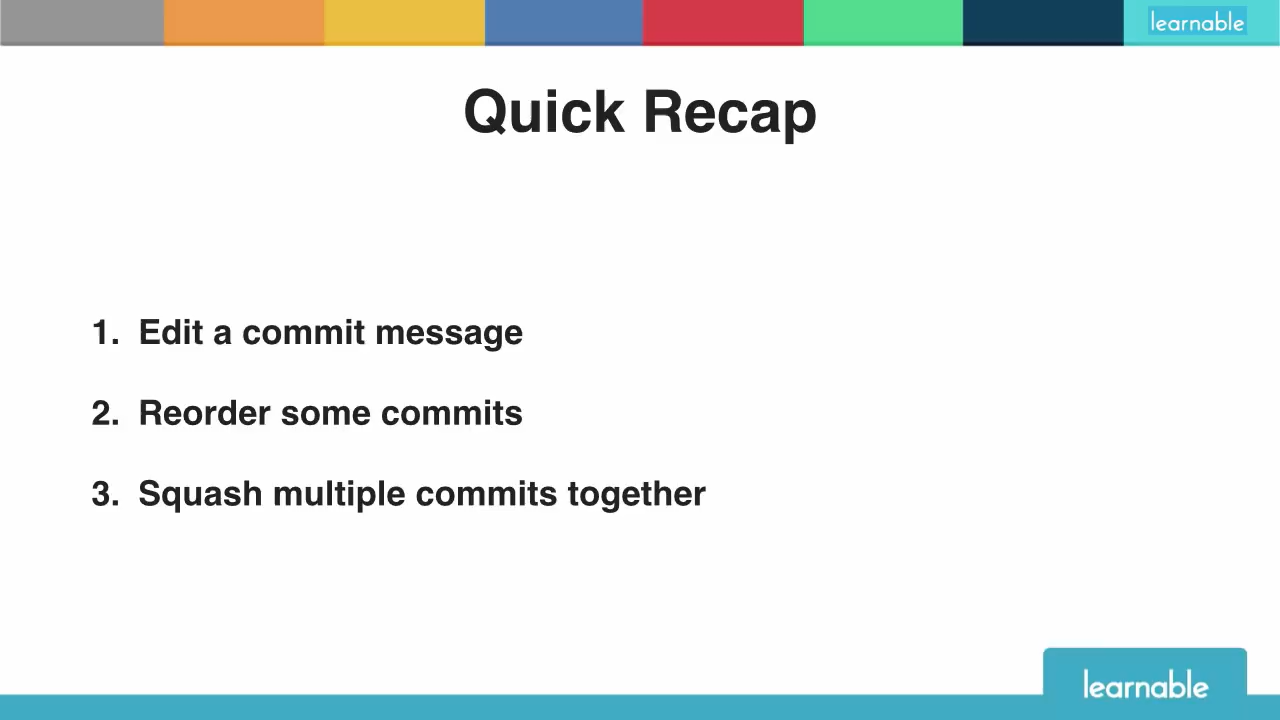 learnable
Quick Recap
1. Edit a commit message
2. Reorder some commits
3. Squash multiple commits together
learnable